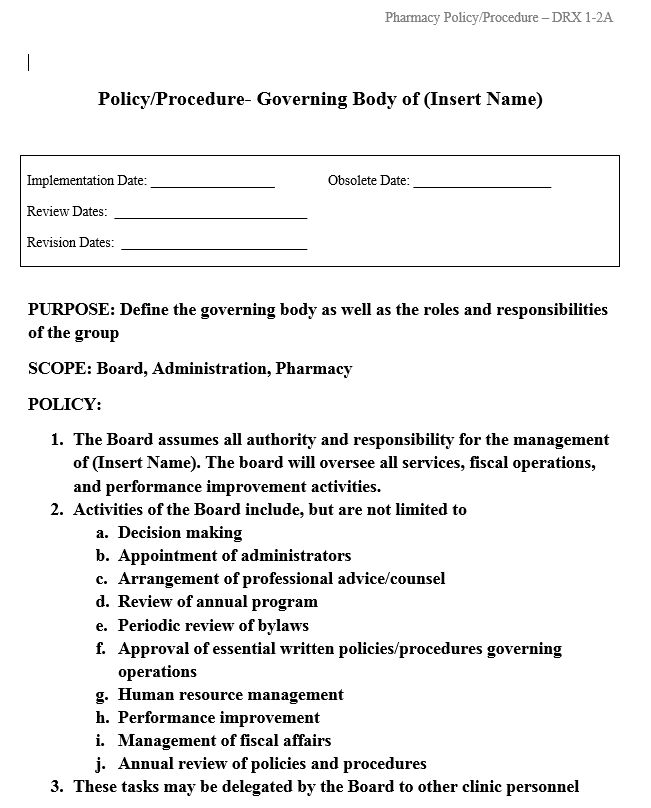 Pharmacy Policy/Procedure – DRX 1-2A
Policy/Procedure- Governing Body of (Insert Name)
Implementation Date: ___________________ Obsolete Date: _____________________
Review Dates: ______________________________
Revision Dates: _____________________________
PURPOSE: Define the governing body as well as the roles and responsibilities
of the group
SCOPE: Board, Administration, Pharmacy
POLICY:
1. The Board assumes all authority and responsibility for the management
of (Insert Name). The board will oversee all services, fiscal operations,
and performance improvement activities.
2. Activities of the Board include, but are not limited to
a. Decision making
b. Appointment of administrators
c. Arrangement of professional advice/counsel
d. Review of annual program
e. Periodic review of bylaws
f. Approval of essential written policies/procedures governing
operations
g. Human resource management
h. Performance improvement
i. Management of fiscal affairs
j. Annual review of policies and procedures
3. These tasks may be delegated by the Board to other clinic personnel